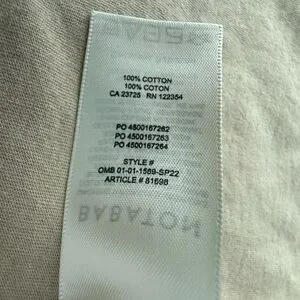 100% COTTON
100% COTON
CA 23725 RN 122354
PO 4500167262
PO 4500167263
PO 4500167264
STYLE #
OMB 01-01-1569-SP22
ARTICLE # 81698
BABATON